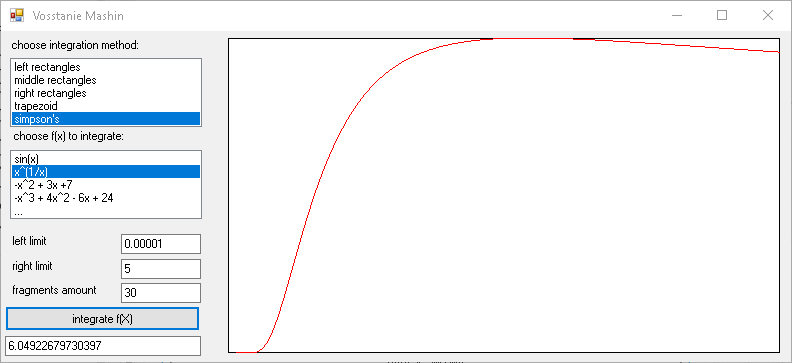 Vosstanie Mashin
choose integration method:
left rectangles
middle rectangles
right rectangles
trapezoid
simpson's
choose f(x) to integrate:
sin(x)
x^(1/x)
-x^2 + 3x +7
-x^3 + 4x^2 - 6x + 24
...
left limit 0.00001
right limit 5
fragments amount 30
integrate f(X)
6.04922679730397